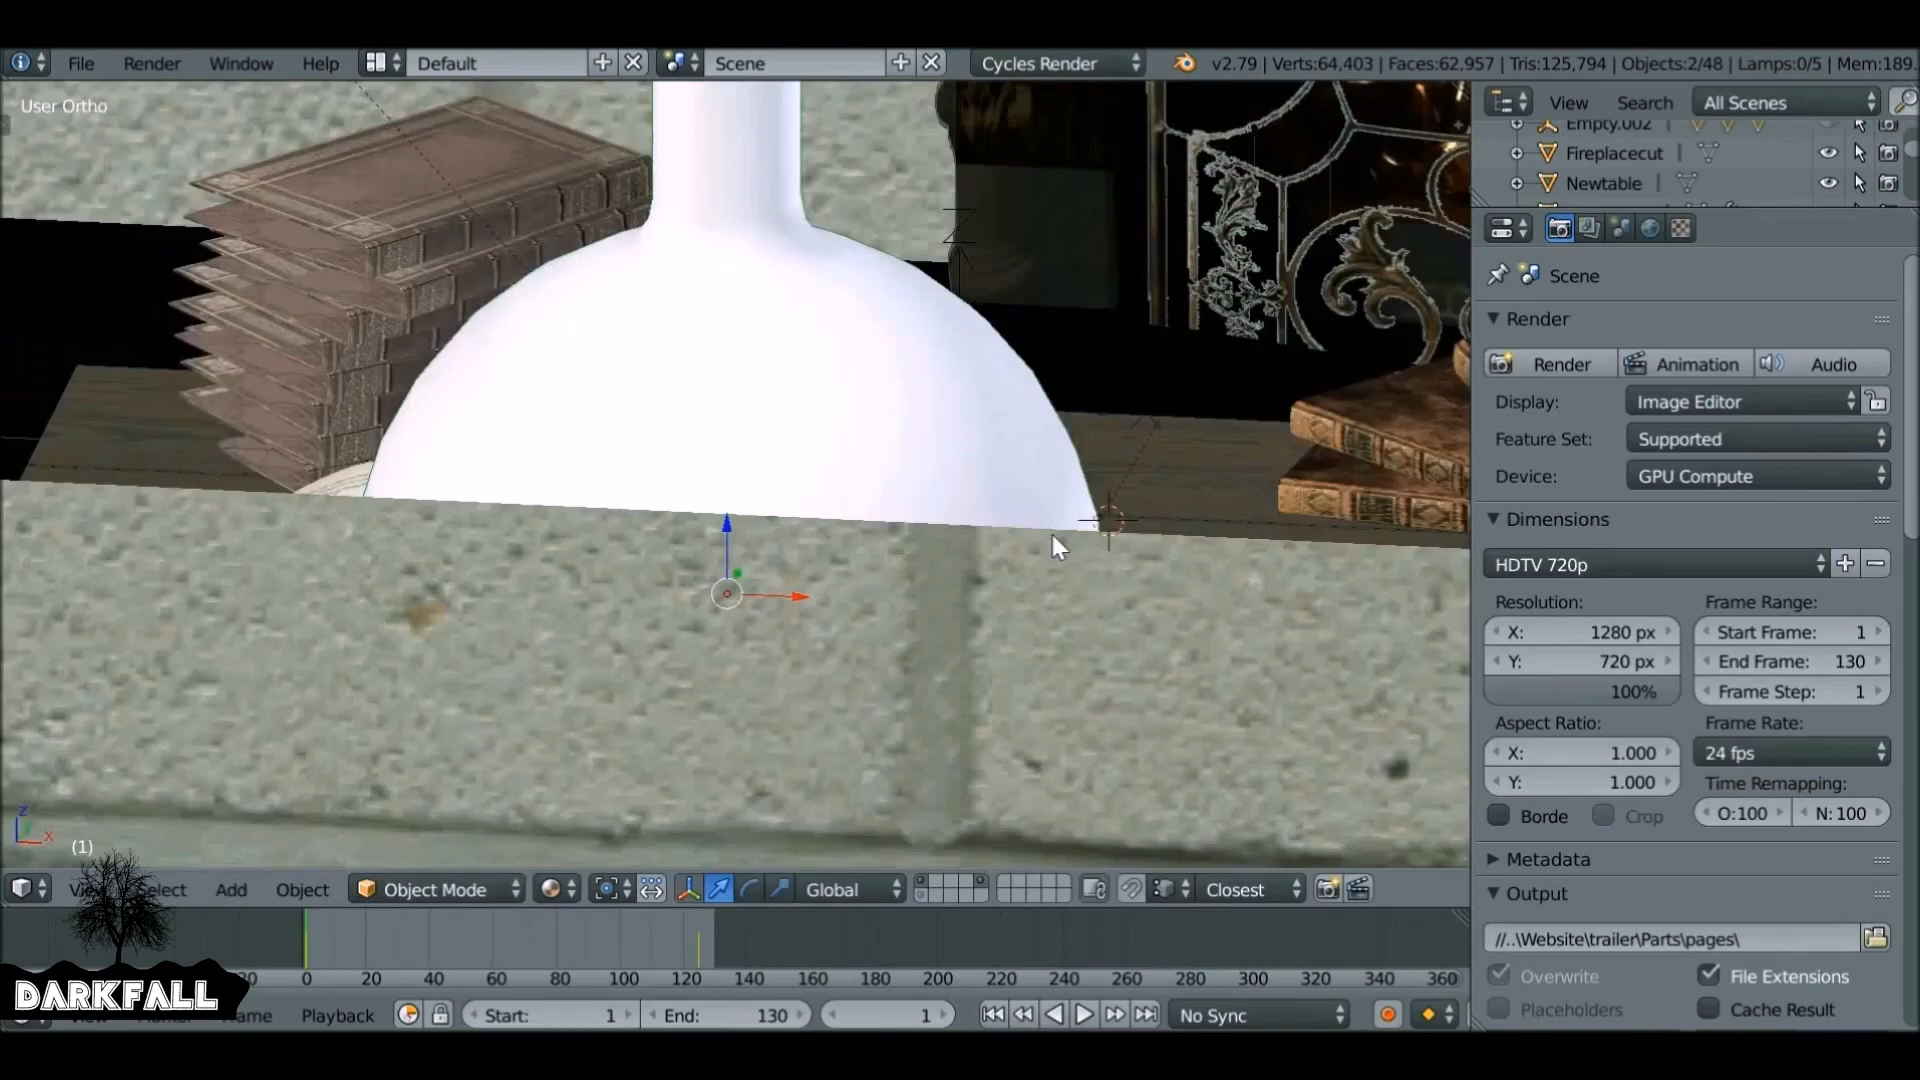 File Render Window Help Default Scene Cycles Render v2.79 | Verts:64,403 | Faces:62,957 | Tris:125,794 | Objects:2/48 | Lamps:0/5 | Mem:189.
User Ortho
View Search All Scenes
Empty.002
Fireplacecut
Newtable
Scene
Render
Render Animation Audio
Display: Image Editor
Feature Set: Supported
Device: GPU Compute
Dimensions
HDTV 720p
Resolution: Frame Range:
X: 1280 px Start Frame: 1
Y: 720 px End Frame: 130
100% Frame Step: 1
Aspect Ratio: Frame Rate:
X: 1.000 24 fps
Y: 1.000 Time Remapping:
Borde Crop O:100 N:100
Metadata
Output
//..\Website\trailer\Parts\pages\
Overwrite File Extensions
Placeholders Cache Result
Z
X
(1)
Select Add Object Object Mode Global Closest
0 20 40 60 80 100 120 140 160 180 200 220 240 260 280 300 320 340 360
DARKFALL
Playback Start: 1 End: 130 1 No Sync